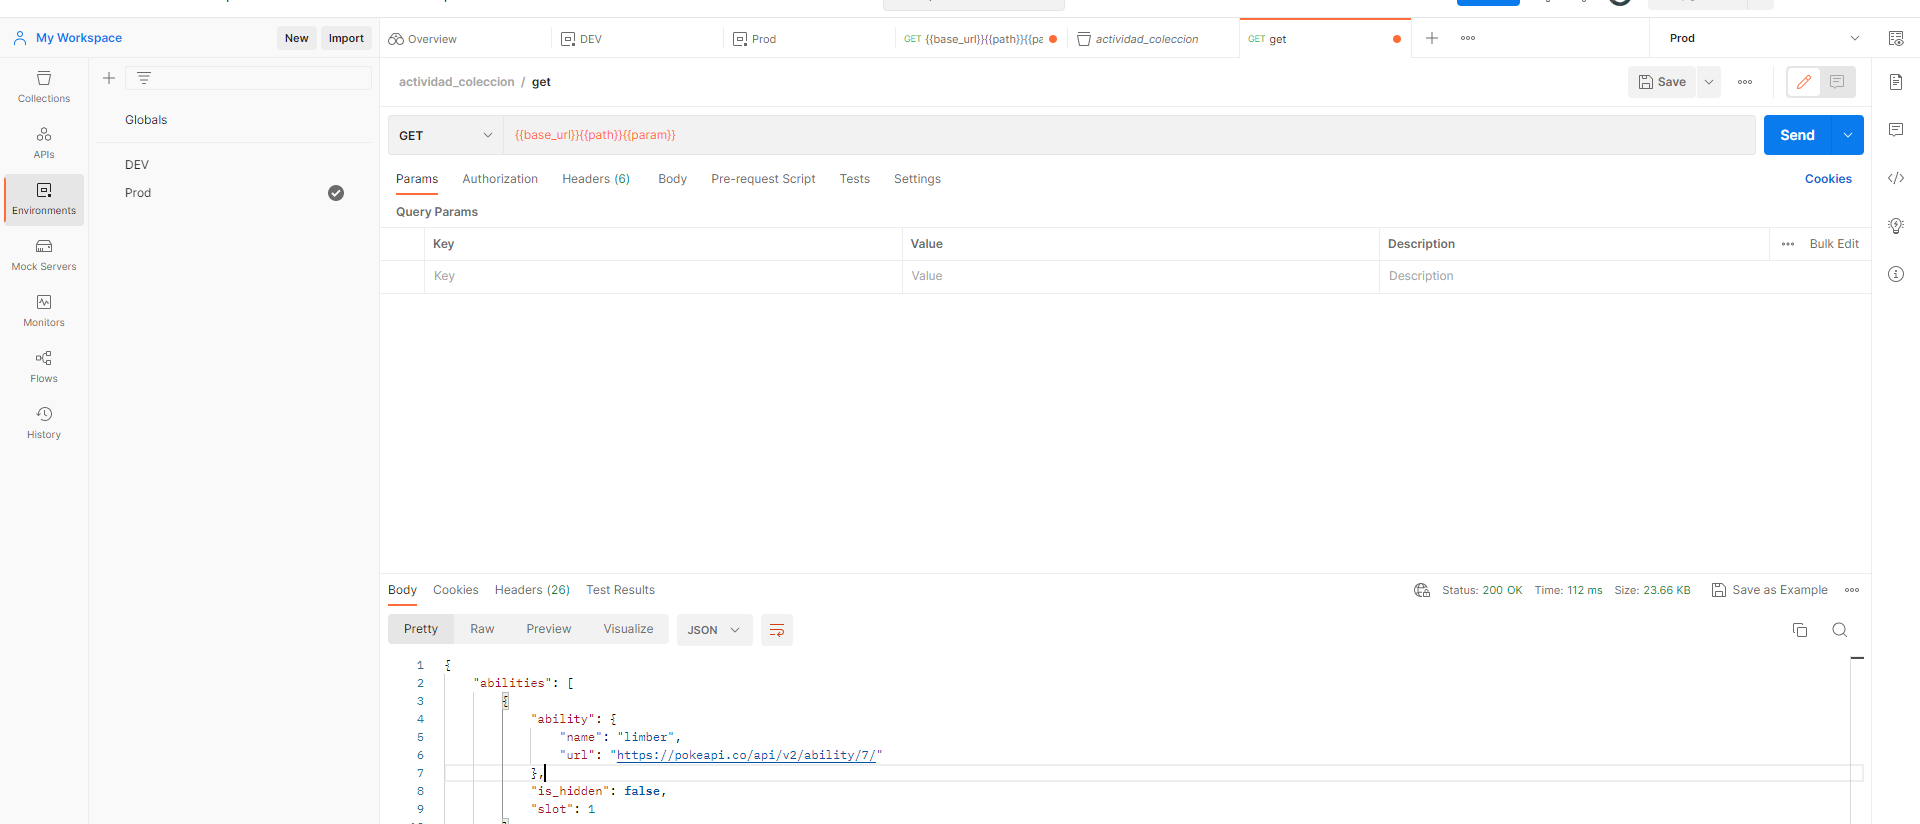 My Workspace
New
Import
Overview
DEV
Prod
GET {{base_url}}{{path}}{{pa
actividad_coleccion
GET get
Prod
Collections
APIs
Environments
Mock Servers
Monitors
Flows
History
Globals
DEV
Prod
actividad_coleccion / get
Save
GET
{{base_url}}{{path}}{{param}}
Send
Params
Authorization
Headers (6)
Body
Pre-request Script
Tests
Settings
Cookies
Query Params
Key
Value
Description
Bulk Edit
Key
Value
Description
Body
Cookies
Headers (26)
Test Results
Status: 200 OK
Time: 112 ms
Size: 23.66 KB
Save as Example
Pretty
Raw
Preview
Visualize
JSON
1 {
2 "abilities": [
3 {
4 "ability": {
5 "name": "limber",
6 "url": "https://pokeapi.co/api/v2/ability/7/"
7 },
8 "is_hidden": false,
9 "slot": 1